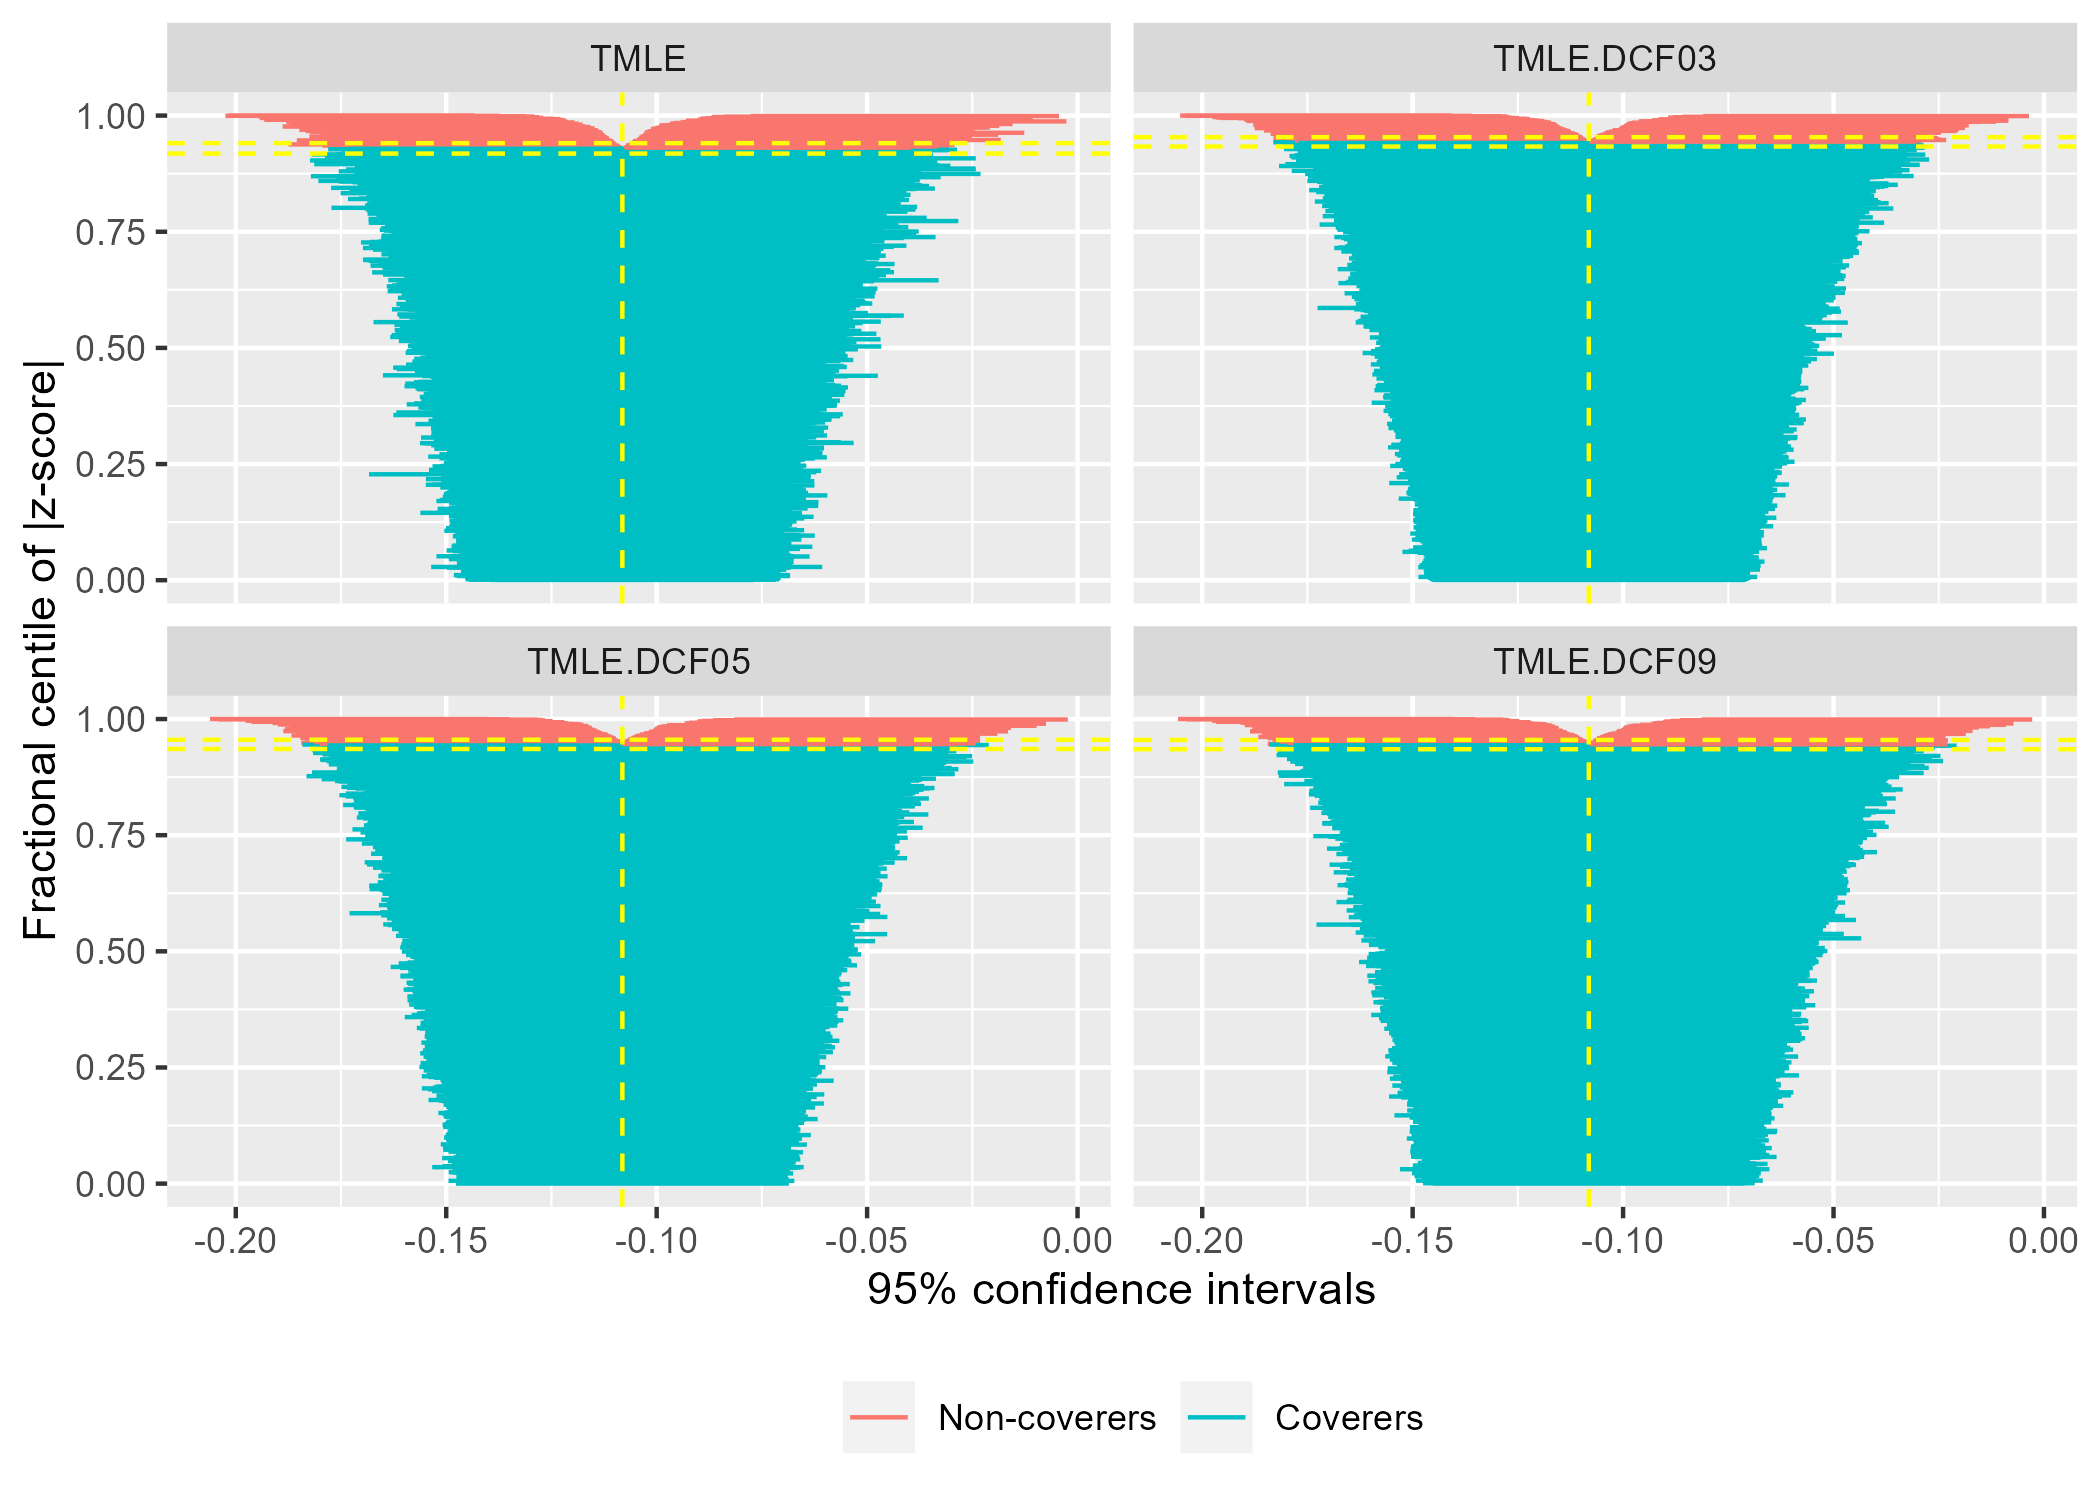 TMLE
TMLE.DCF03
1.00
0.75
0.50
0.25
0.00
TMLE.DCF05
TMLE.DCF09
1.00
0.75
0.50
0.25
0.00
Fractional centile of |z-score|
-0.20 -0.15 -0.10 -0.05 0.00
-0.20 -0.15 -0.10 -0.05 0.00
95% confidence intervals
Non-coverers
Coverers